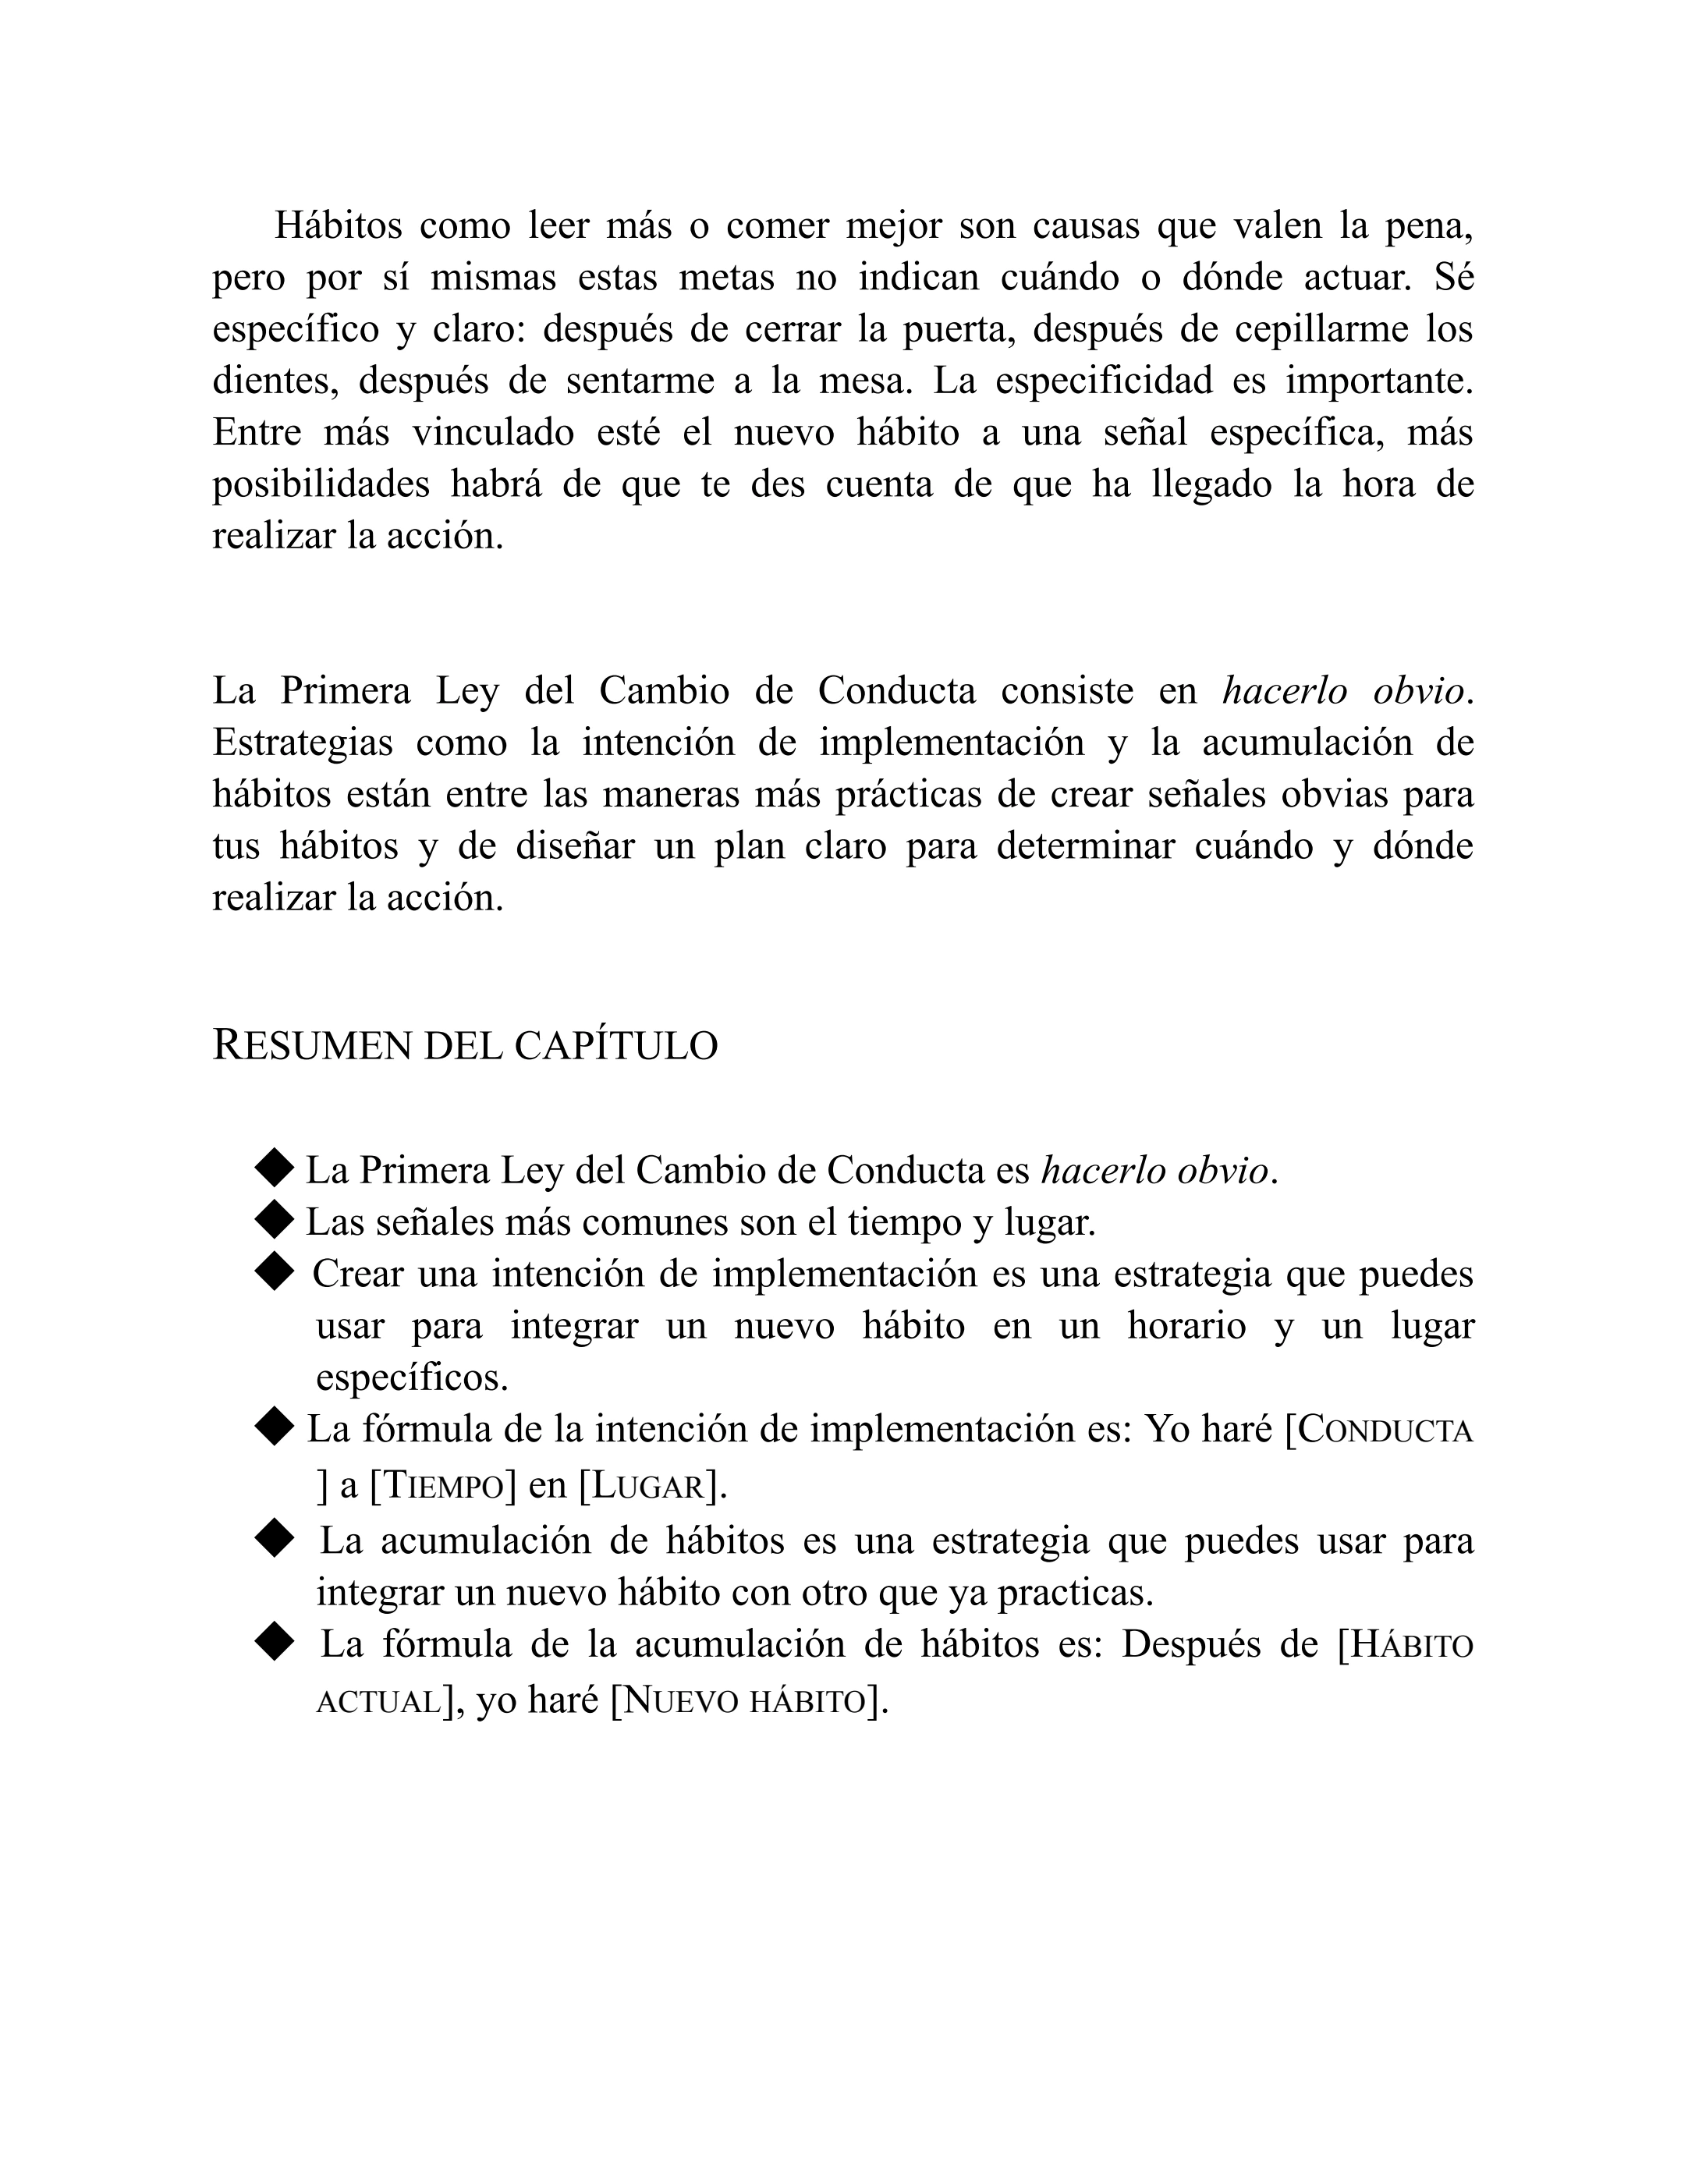 Hábitos como leer más o comer mejor son causas que valen la pena,
pero por sí mismas estas metas no indican cuándo o dónde actuar. Sé
específico y claro: después de cerrar la puerta, después de cepillarme los
dientes, después de sentarme a la mesa. La especificidad es importante.
Entre más vinculado esté el nuevo hábito a una señal específica, más
posibilidades habrá de que te des cuenta de que ha llegado la hora de
realizar la acción.
La Primera Ley del Cambio de Conducta consiste en hacerlo obvio.
Estrategias como la intención de implementación y la acumulación de
hábitos están entre las maneras más prácticas de crear señales obvias para
tus hábitos y de diseñar un plan claro para determinar cuándo y dónde
realizar la acción.
RESUMEN DEL CAPÍTULO
◆ La Primera Ley del Cambio de Conducta es hacerlo obvio.
◆ Las señales más comunes son el tiempo y lugar.
◆ Crear una intención de implementación es una estrategia que puedes
usar para integrar un nuevo hábito en un horario y un lugar
específicos.
◆ La fórmula de la intención de implementación es: Yo haré [CONDUCTA
] a [TIEMPO] en [LUGAR].
◆ La acumulación de hábitos es una estrategia que puedes usar para
integrar un nuevo hábito con otro que ya practicas.
◆ La fórmula de la acumulación de hábitos es: Después de [HÁBITO
ACTUAL], yo haré [NUEVO HÁBITO].